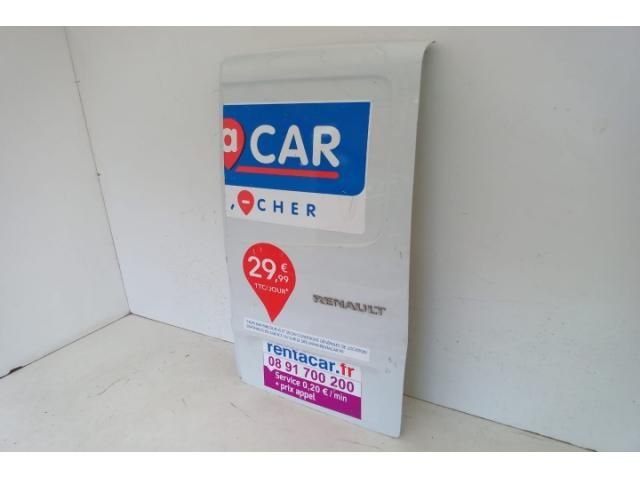 a CAR
, - CHER
29,€99
TTC/JOUR*
RENAULT
rentacar.fr
08 91 700 200
Service 0,20 € / min
+ prix appel